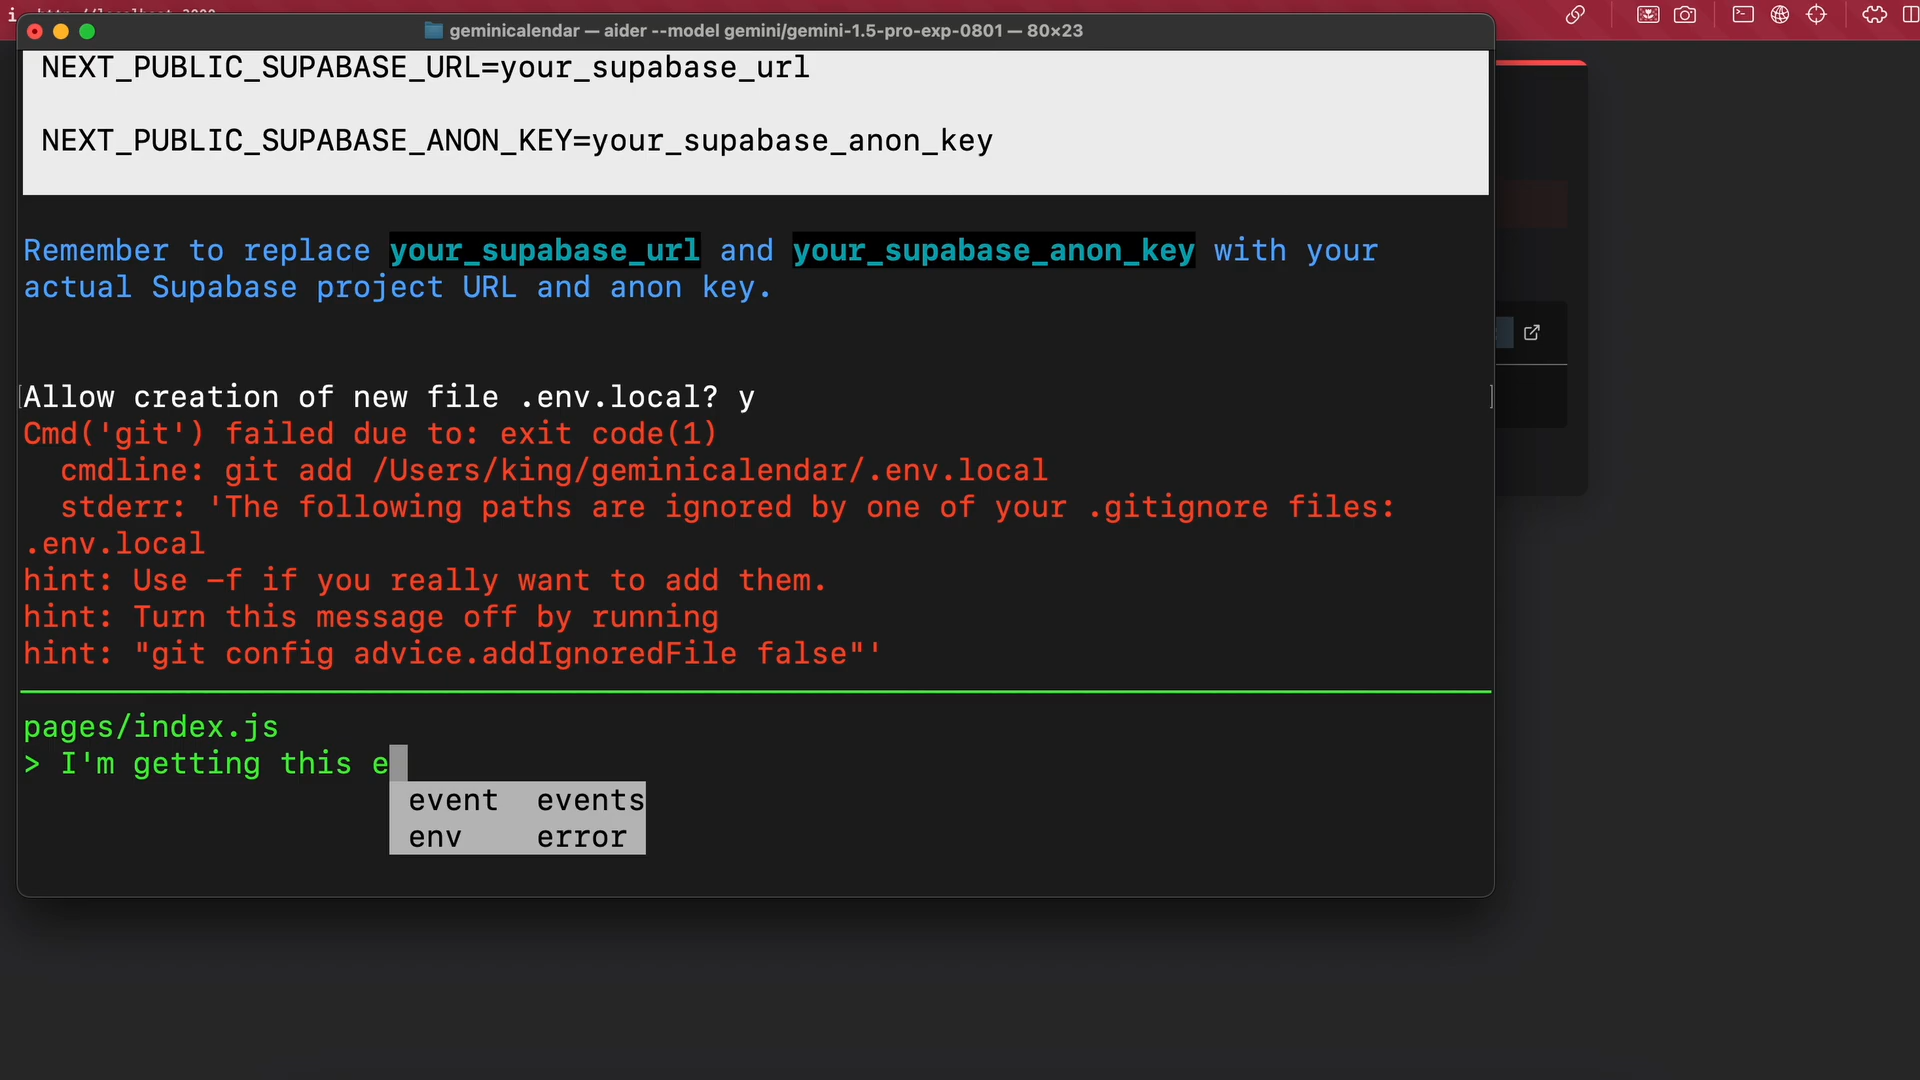 geminicalendar — aider --model gemini/gemini-1.5-pro-exp-0801 — 80×23
NEXT_PUBLIC_SUPABASE_URL=your_supabase_url
NEXT_PUBLIC_SUPABASE_ANON_KEY=your_supabase_anon_key
Remember to replace your_supabase_url and your_supabase_anon_key with your
actual Supabase project URL and anon key.
[Allow creation of new file .env.local? y ]
Cmd('git') failed due to: exit code(1)
cmdline: git add /Users/king/geminicalendar/.env.local
stderr: 'The following paths are ignored by one of your .gitignore files:
.env.local
hint: Use -f if you really want to add them.
hint: Turn this message off by running
hint: "git config advice.addIgnoredFile false"'
pages/index.js
> I'm getting this e
event events
env error